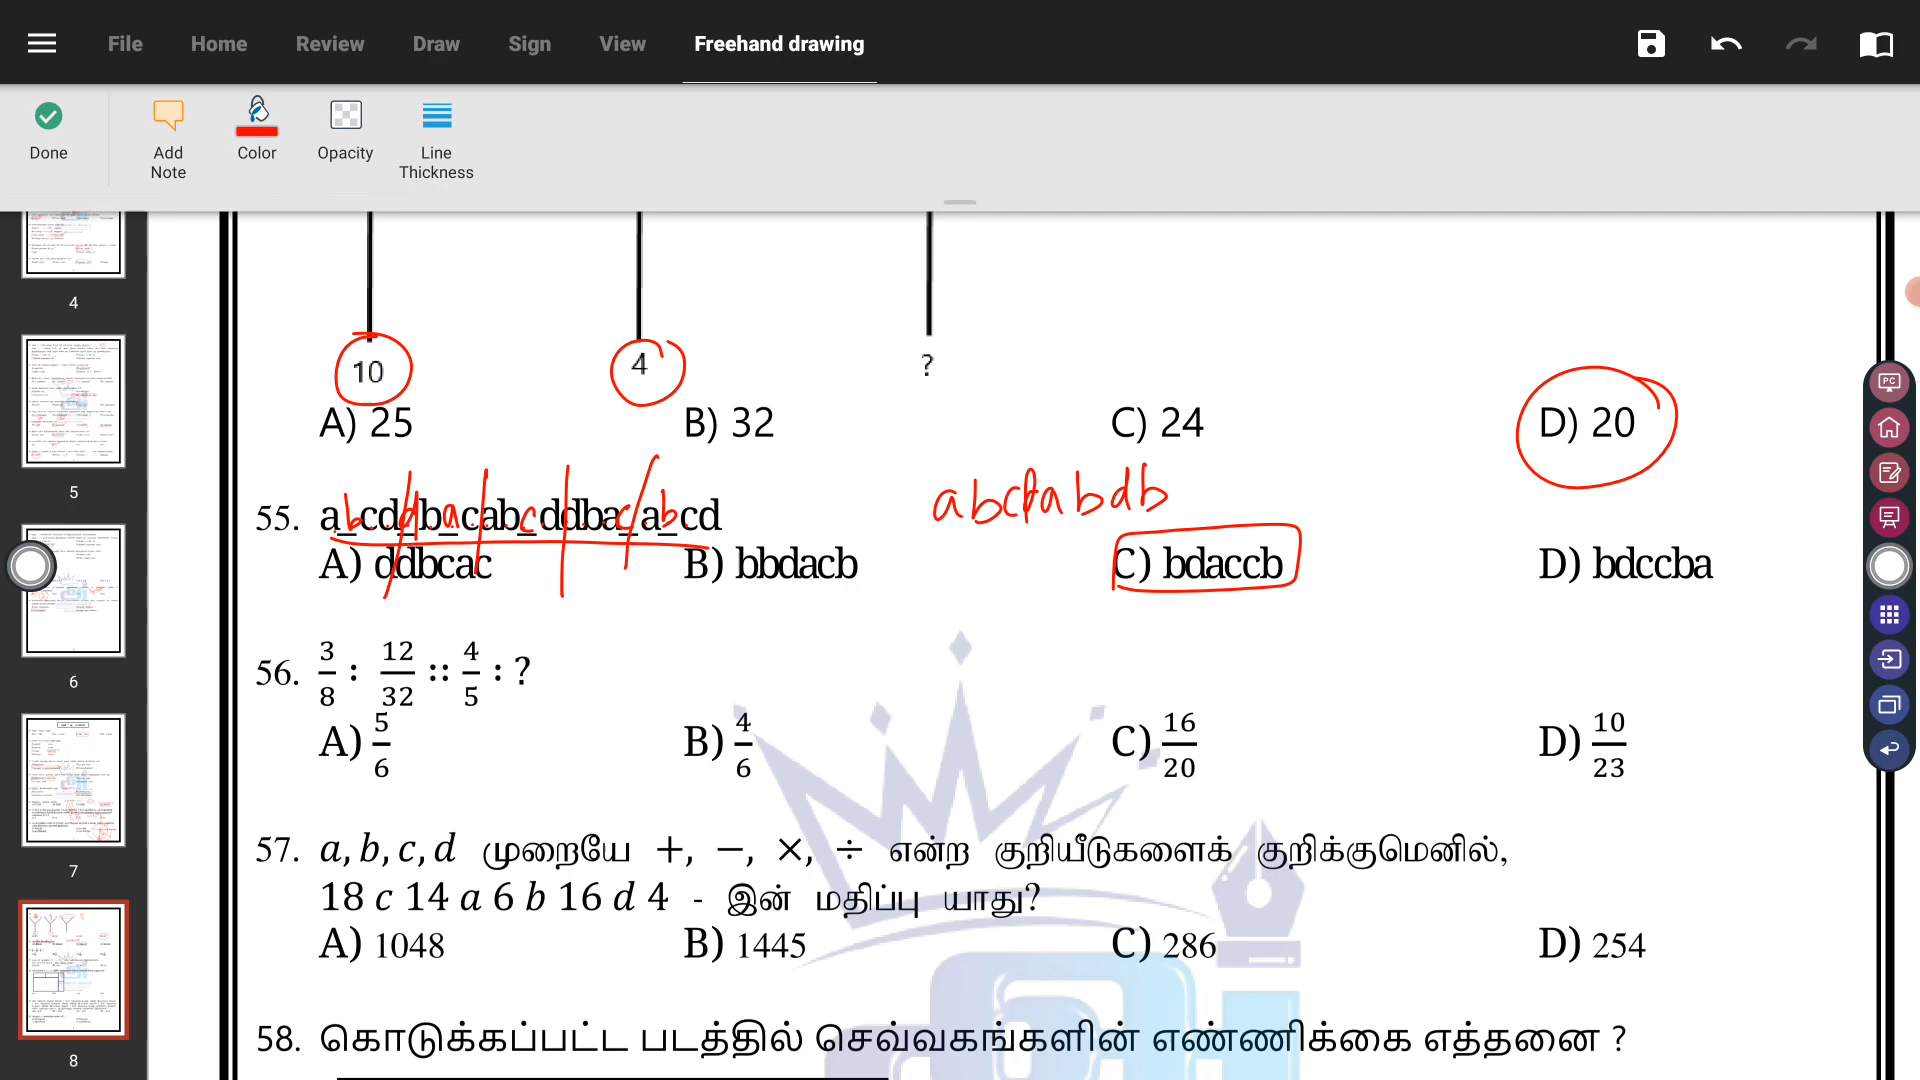 File Home Review Draw Sign View Freehand drawing
Done Add Note Color Opacity Line Thickness
4
5
6
7
8
10 4 ?
A) 25 B) 32 C) 24 D) 20
55. a_cd_b_cab_ddba_a_cd
b d a c c b
abcd abdb
A) ddbcac B) bbdacb C) bdaccb D) bdccba
56. 3/8 : 12/32 :: 4/5 : ?
A) 5/6 B) 4/6 C) 16/20 D) 10/23
57. a, b, c, d முறையே +, −, ×, ÷ என்ற குறியீடுகளைக் குறிக்குமெனில்,
18 c 14 a 6 b 16 d 4 - இன் மதிப்பு யாது?
A) 1048 B) 1445 C) 286 D) 254
58. கொடுக்கப்பட்ட படத்தில் செவ்வகங்களின் எண்ணிக்கை எத்தனை ?
PC